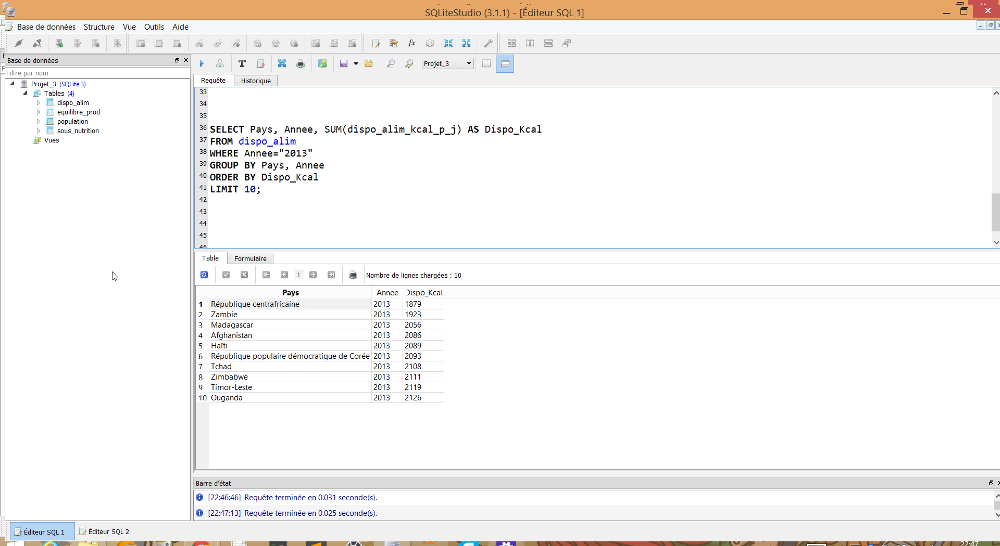 SQLiteStudio (3.1.1) - [Éditeur SQL 1]
Base de données Structure Vue Outils Aide
Base de données
Filtre par nom
Projet_3 (SQLite 3)
Tables (4)
dispo_alim
equilibre_prod
population
sous_nutrition
Vues
Projet_3
Requête Historique
33
34
35
36 SELECT Pays, Annee, SUM(dispo_alim_kcal_p_j) AS Dispo_Kcal
37 FROM dispo_alim
38 WHERE Annee="2013"
39 GROUP BY Pays, Annee
40 ORDER BY Dispo_Kcal
41 LIMIT 10;
42
43
44
45
46
Table Formulaire
1 Nombre de lignes chargées : 10
Pays Annee Dispo_Kcal
1 République centrafricaine 2013 1879
2 Zambie 2013 1923
3 Madagascar 2013 2056
4 Afghanistan 2013 2086
5 Haïti 2013 2089
6 République populaire démocratique de Corée 2013 2093
7 Tchad 2013 2108
8 Zimbabwe 2013 2111
9 Timor-Leste 2013 2119
10 Ouganda 2013 2126
Barre d'état
[22:46:46] Requête terminée en 0.031 seconde(s).
[22:47:13] Requête terminée en 0.025 seconde(s).
Éditeur SQL 1 Éditeur SQL 2
22:47